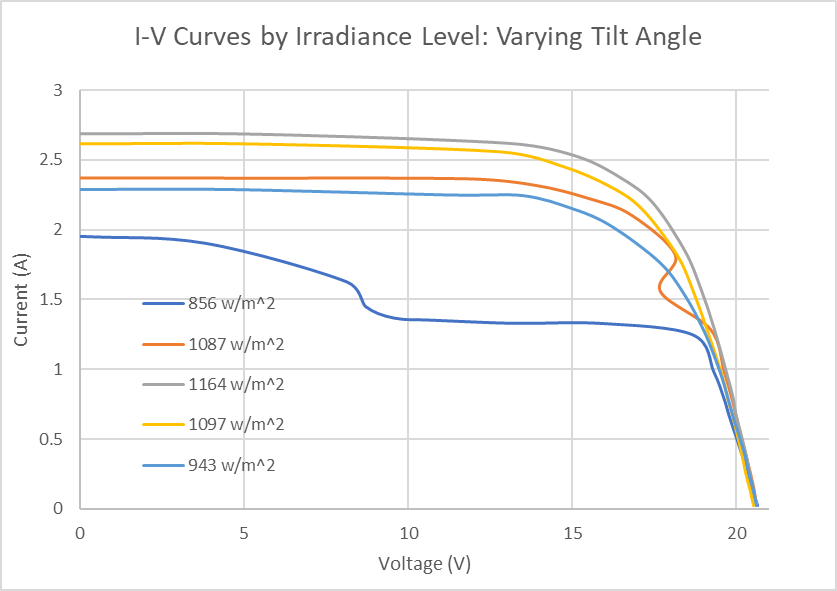 I-V Curves by Irradiance Level: Varying Tilt Angle
3
2.5
2
1.5
1
0.5
0
Current (A)
856 w/m^2
1087 w/m^2
1164 w/m^2
1097 w/m^2
943 w/m^2
0 5 10 15 20
Voltage (V)